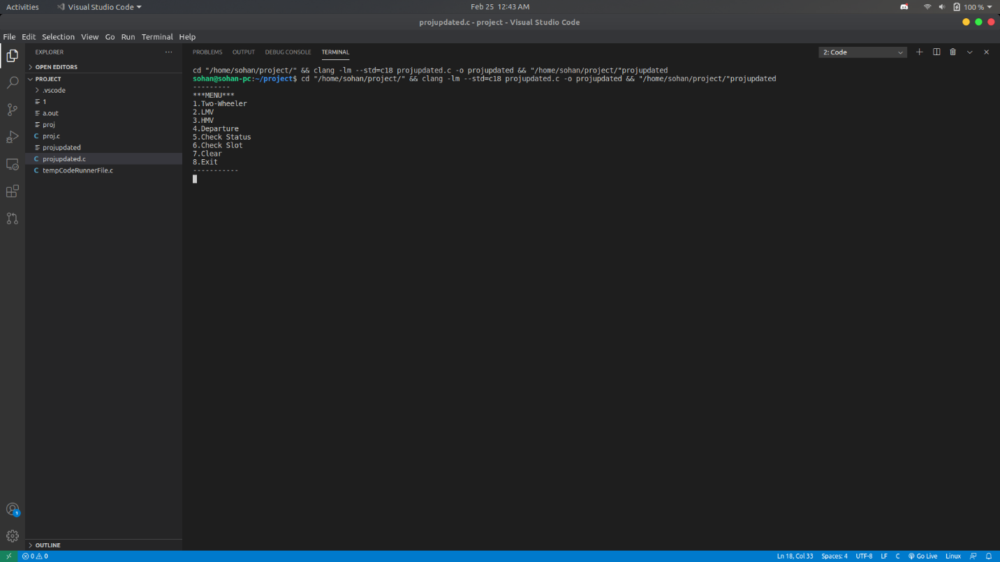 Activities Visual Studio Code Feb 25 12:43 AM 100 %
projupdated.c - project - Visual Studio Code
File Edit Selection View Go Run Terminal Help
EXPLORER ... PROBLEMS OUTPUT DEBUG CONSOLE TERMINAL 2: Code
OPEN EDITORS
PROJECT
.vscode
1
a.out
proj
C proj.c
projupdated
C projupdated.c
C tempCodeRunnerFile.c
OUTLINE
cd "/home/sohan/project/" && clang -lm --std=c18 projupdated.c -o projupdated && "/home/sohan/project/"projupdated
sohan@sohan-pc:~/project$ cd "/home/sohan/project/" && clang -lm --std=c18 projupdated.c -o projupdated && "/home/sohan/project/"projupdated
---------
***MENU***
1.Two-Wheeler
2.LMV
3.HMV
4.Departure
5.Check Status
6.Check Slot
7.Clear
8.Exit
-----------
1
0 0 Ln 18, Col 33 Spaces: 4 UTF-8 LF C Go Live Linux